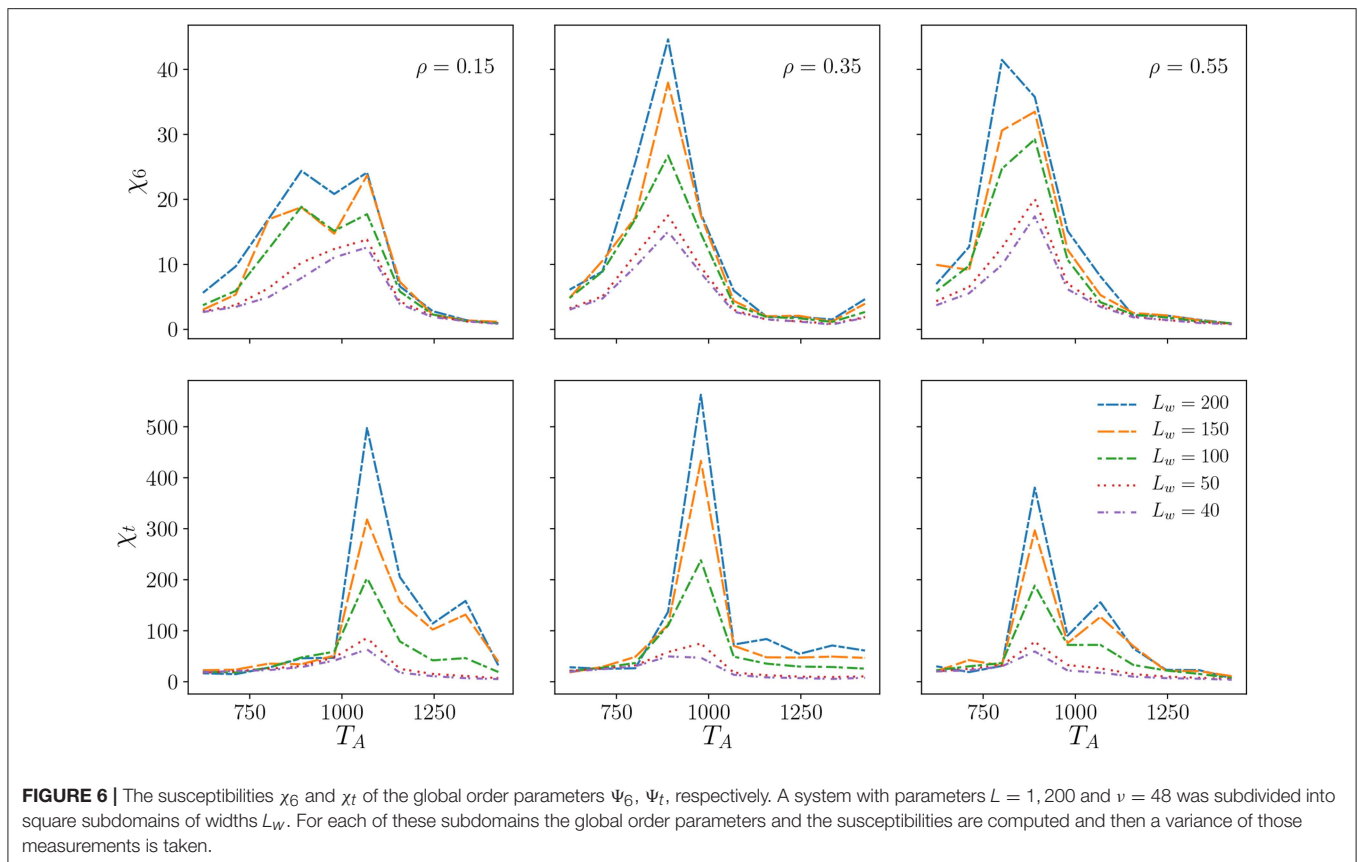 ρ = 0.15
ρ = 0.35
ρ = 0.55
χ6
40
30
20
10
0
χt
500
400
300
200
100
0
Lw = 200
Lw = 150
Lw = 100
Lw = 50
Lw = 40
750 1000 1250
750 1000 1250
750 1000 1250
TA
TA
TA
FIGURE 6 | The susceptibilities χ6 and χt of the global order parameters Ψ6, Ψt, respectively. A system with parameters L = 1, 200 and ν = 48 was subdivided into
square subdomains of widths Lw. For each of these subdomains the global order parameters and the susceptibilities are computed and then a variance of those
measurements is taken.